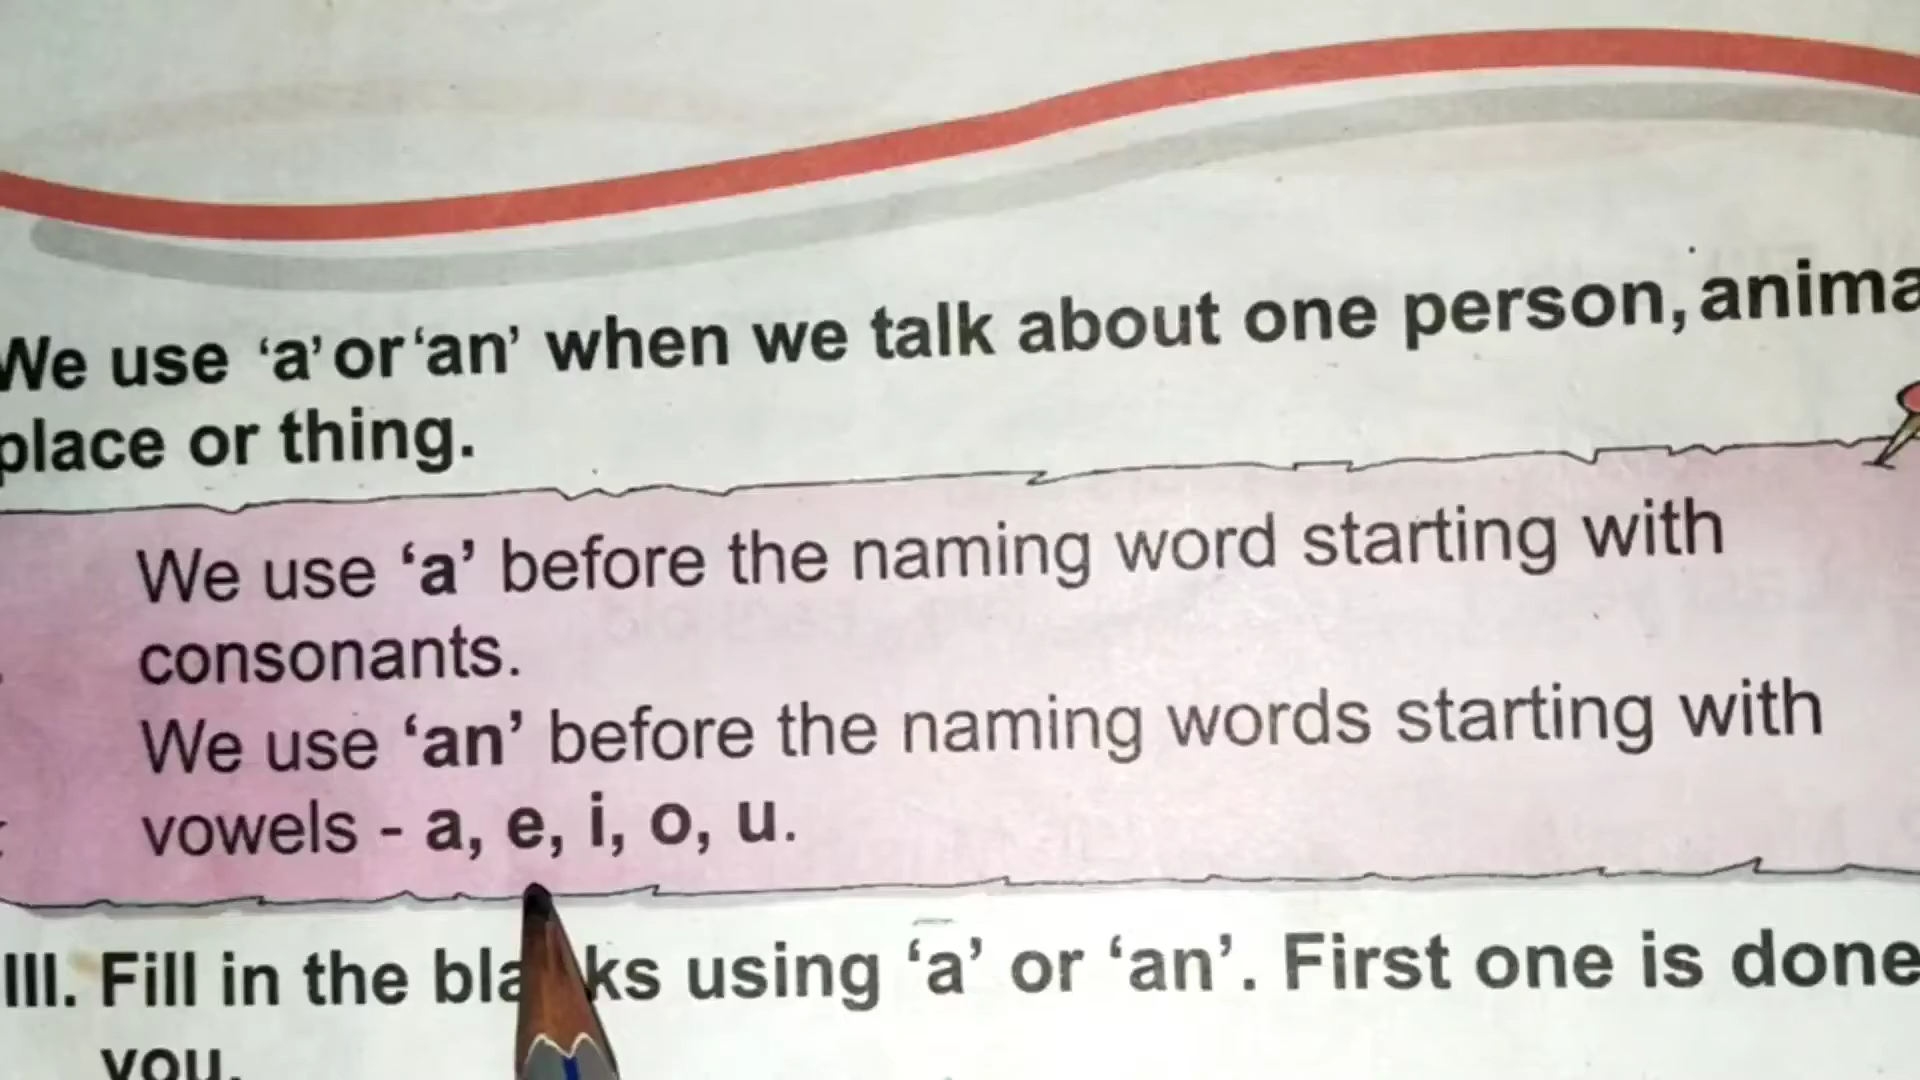 We use ‘a’ or ‘an’ when we talk about one person, anima
place or thing.
We use ‘a’ before the naming word starting with
consonants.
We use ‘an’ before the naming words starting with
vowels - a, e, i, o, u.
III. Fill in the bla ks using ‘a’ or ‘an’. First one is done
you.